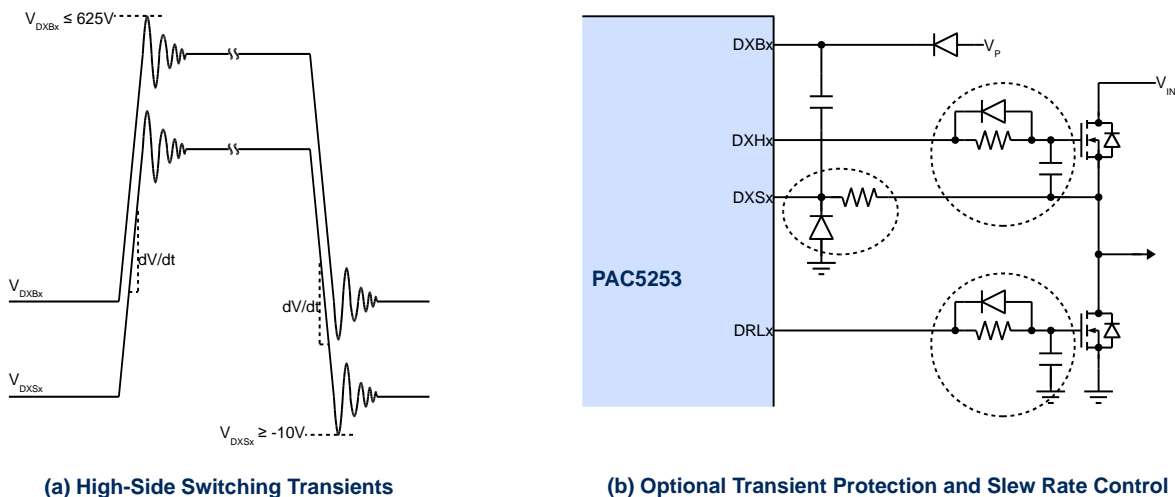 V_DXBx ≤ 625V
dV/dt
V_DXBx
dV/dt
V_DXSx
V_DXSx ≥ -10V
(a) High-Side Switching Transients
DXBx
V_P
V_IN
DXHx
DXSx
PAC5253
DRLx
(b) Optional Transient Protection and Slew Rate Control